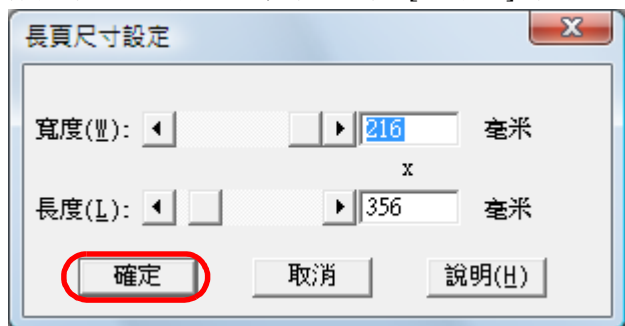 長頁尺寸設定
寬度(W): 216 毫米
x
長度(L): 356 毫米
確定 取消 說明(H)